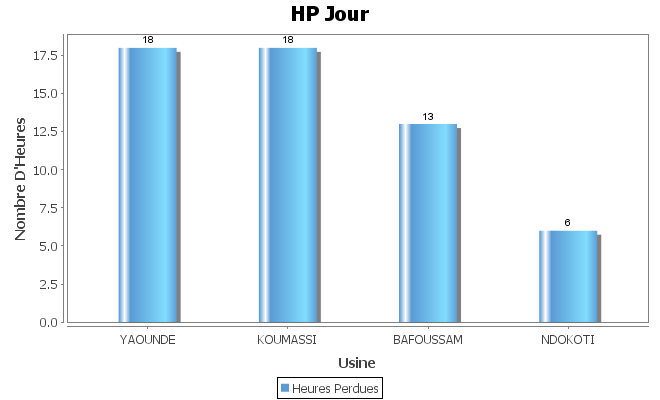 HP Jour
18
18
13
6
Nombre D'Heures
17.5
15.0
12.5
10.0
7.5
5.0
2.5
0.0
YAOUNDE
KOUMASSI
BAFOUSSAM
NDOKOTI
Usine
Heures Perdues